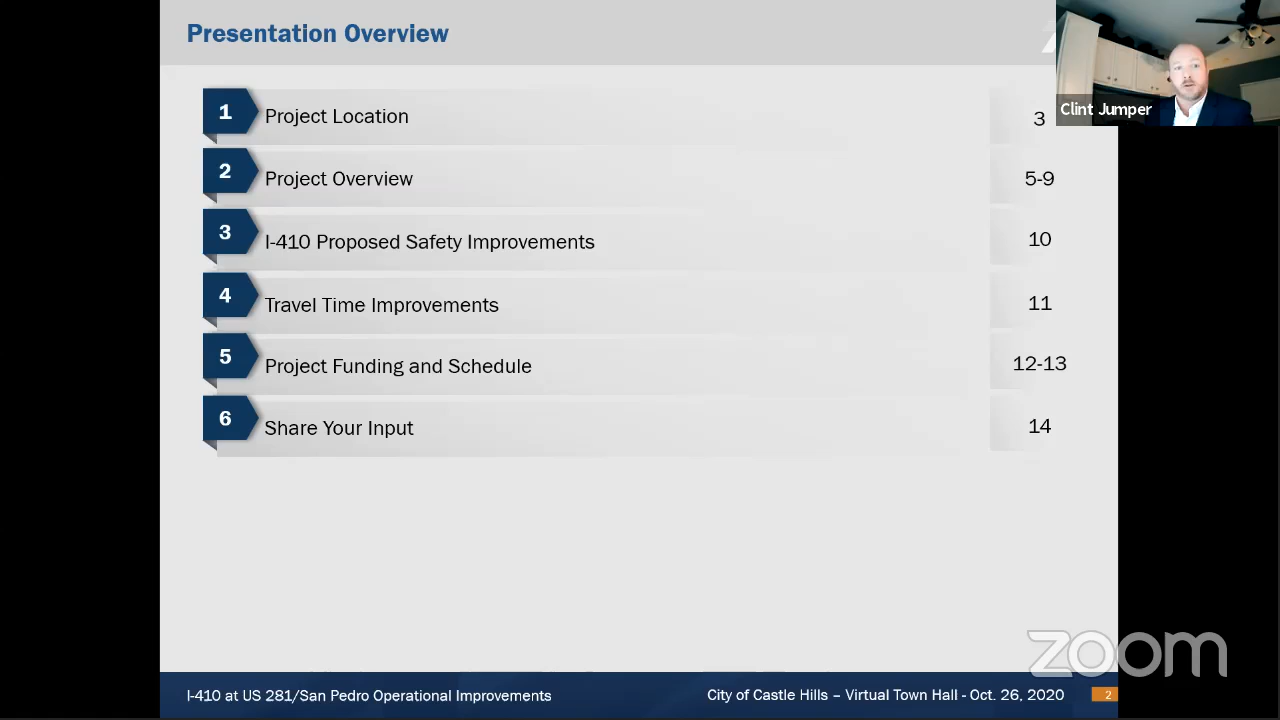 Presentation Overview
Clint Jumper
1 Project Location 3
2 Project Overview 5-9
3 I-410 Proposed Safety Improvements 10
4 Travel Time Improvements 11
5 Project Funding and Schedule 12-13
6 Share Your Input 14
zoom
I-410 at US 281/San Pedro Operational Improvements City of Castle Hills – Virtual Town Hall - Oct. 26, 2020 2